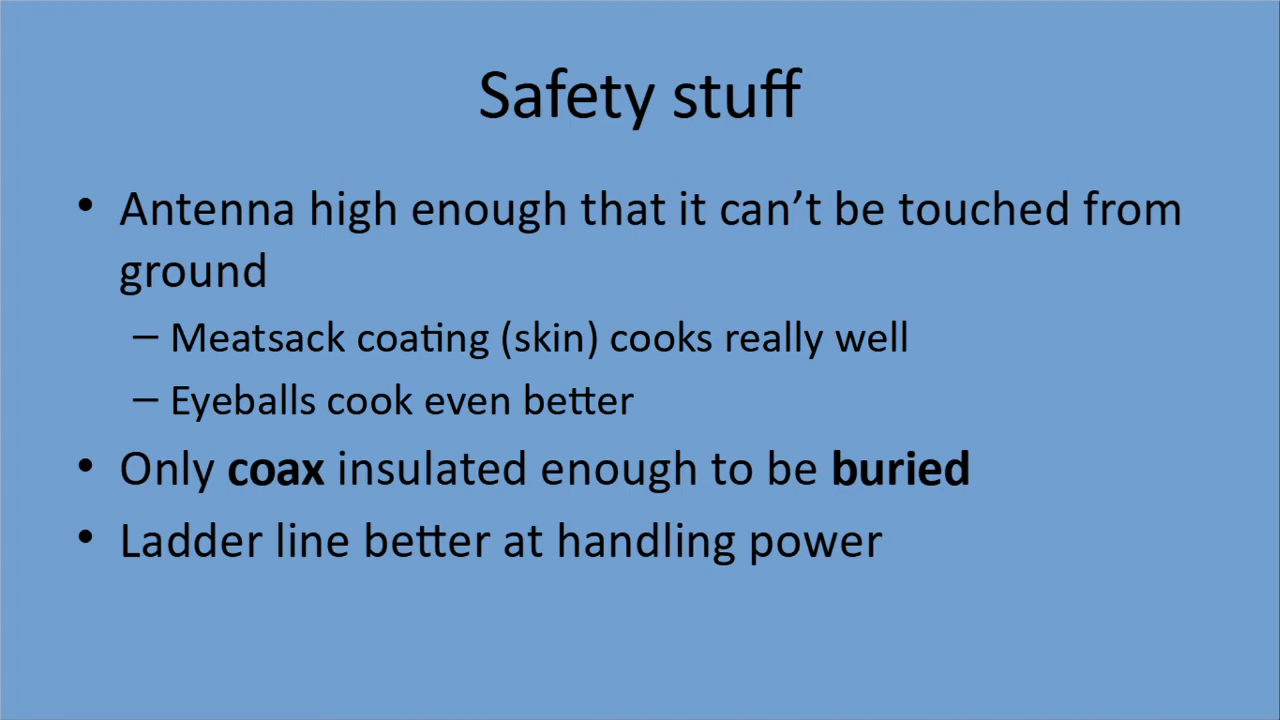 Safety stuff
• Antenna high enough that it can’t be touched from
ground
– Meatsack coating (skin) cooks really well
– Eyeballs cook even better
• Only coax insulated enough to be buried
• Ladder line better at handling power